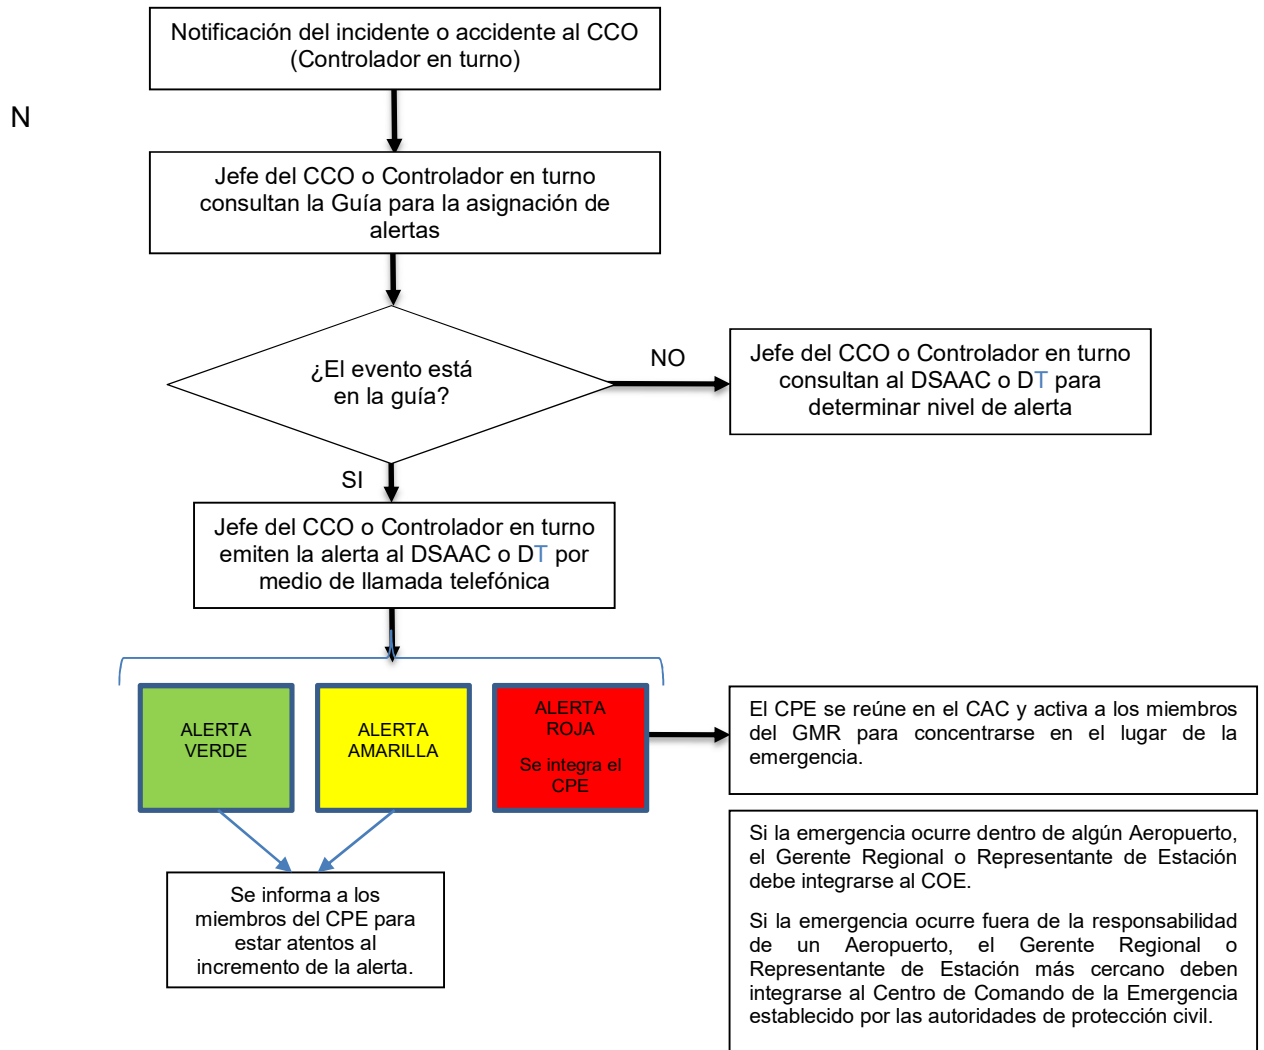 Notificación del incidente o accidente al CCO
(Controlador en turno)
N
Jefe del CCO o Controlador en turno
consultan la Guía para la asignación de
alertas
¿El evento está
en la guía?
NO
Jefe del CCO o Controlador en turno
consultan al DSAAC o DT para
determinar nivel de alerta
SI
Jefe del CCO o Controlador en turno
emiten la alerta al DSAAC o DT por
medio de llamada telefónica
ALERTA
VERDE
ALERTA
AMARILLA
ALERTA
ROJA
Se integra el
CPE
El CPE se reúne en el CAC y activa a los miembros
del GMR para concentrarse en el lugar de la
emergencia.
Si la emergencia ocurre dentro de algún Aeropuerto,
el Gerente Regional o Representante de Estación
debe integrarse al COE.
Si la emergencia ocurre fuera de la responsabilidad
de un Aeropuerto, el Gerente Regional o
Representante de Estación más cercano deben
integrarse al Centro de Comando de la Emergencia
establecido por las autoridades de protección civil.
Se informa a los
miembros del CPE para
estar atentos al
incremento de la alerta.